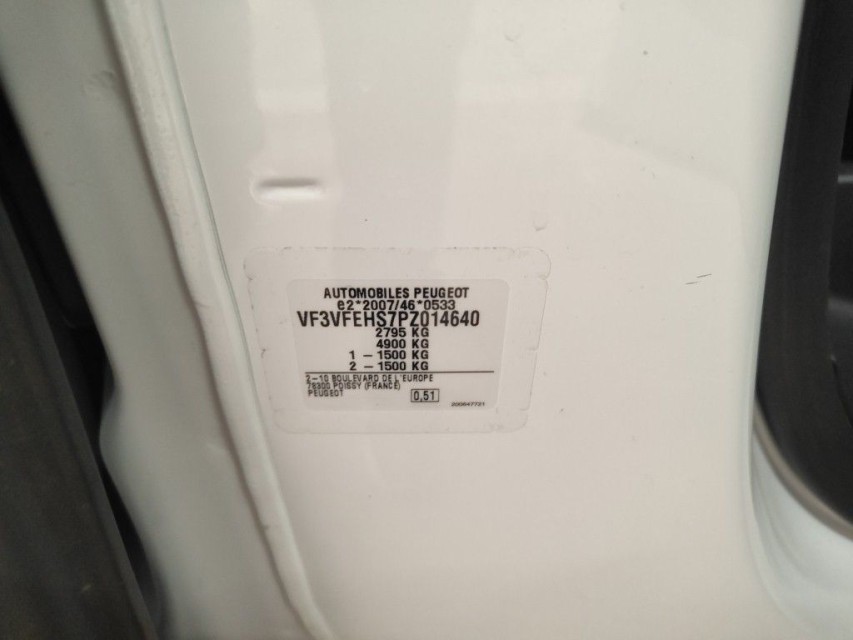 AUTOMOBILES PEUGEOT
e2*2007/46*0533
VF3VFEHS7PZ014640
2795 KG
4900 KG
1 – 1500 KG
2 – 1500 KG
2–10 BOULEVARD DE L'EUROPE
78300 POISSY (FRANCE)
PEUGEOT
0,51
200647721